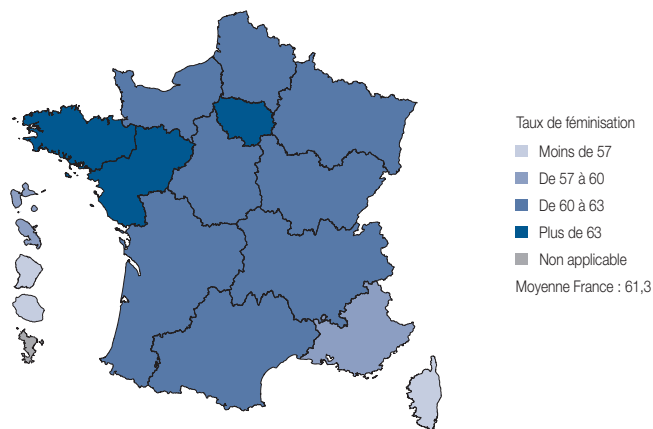 Taux de féminisation
Moins de 57
De 57 à 60
De 60 à 63
Plus de 63
Non applicable
Moyenne France : 61,3